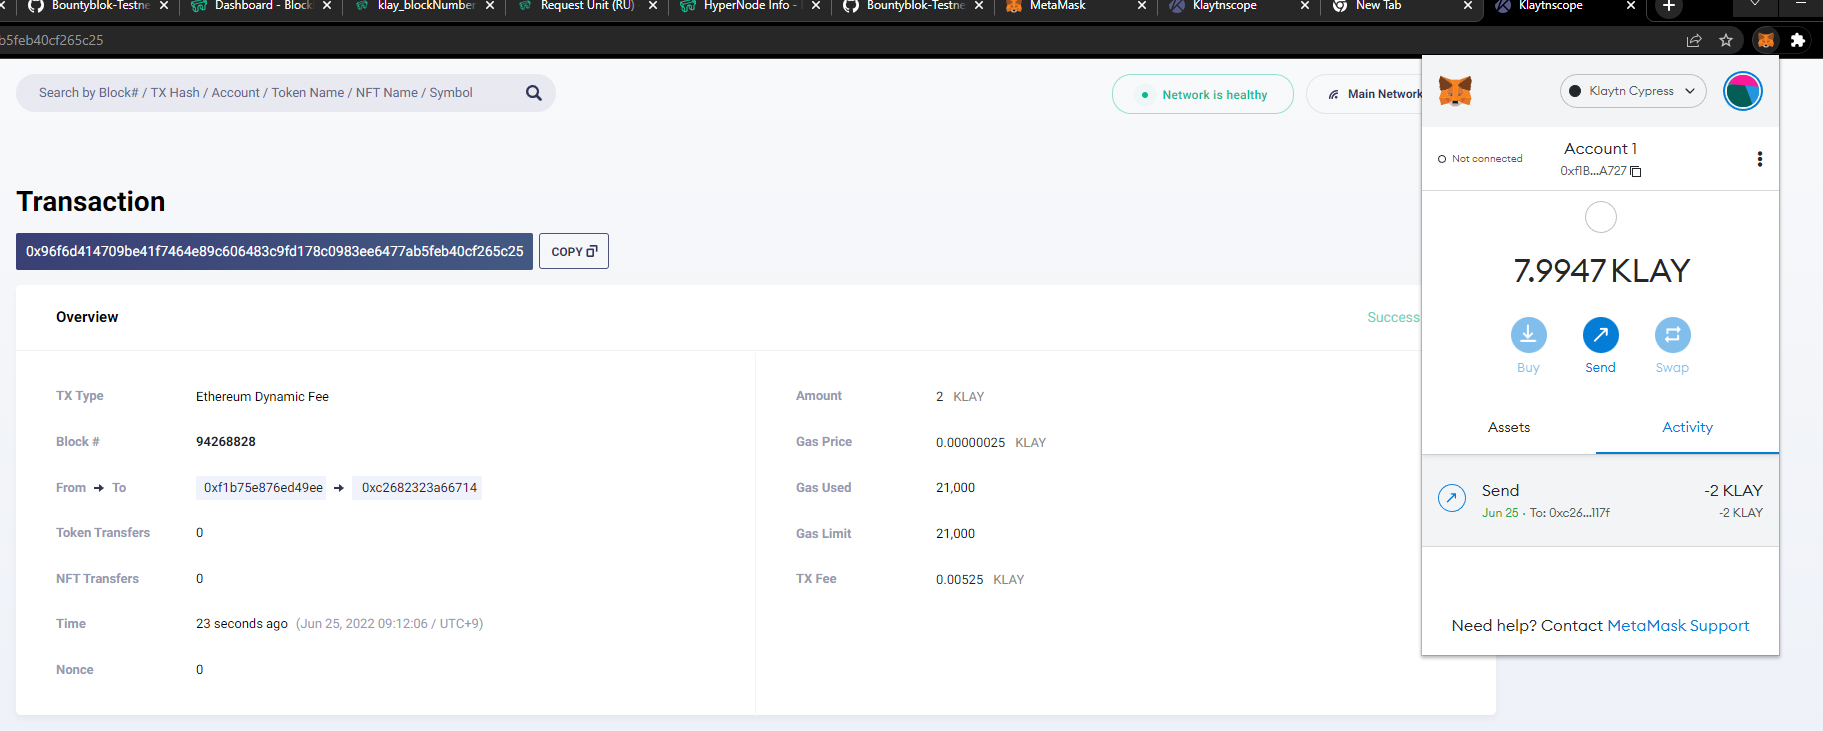 Bountyblok-Testne
Dashboard - Block
klay_blockNumber
Request Unit (RU)
HyperNode Info -
Bountyblok-Testne
MetaMask
Klaytnscope
New Tab
Klaytnscope
b5feb40cf265c25
Search by Block# / TX Hash / Account / Token Name / NFT Name / Symbol
Network is healthy
Main Network
Transaction
0x96f6d414709be41f7464e89c606483c9fd178c0983ee6477ab5feb40cf265c25
COPY
Overview
Success
TX Type
Ethereum Dynamic Fee
Block #
94268828
From → To
0xf1b75e876ed49ee → 0xc2682323a66714
Token Transfers
0
NFT Transfers
0
Time
23 seconds ago (Jun 25, 2022 09:12:06 / UTC+9)
Nonce
0
Amount
2 KLAY
Gas Price
0.00000025 KLAY
Gas Used
21,000
Gas Limit
21,000
TX Fee
0.00525 KLAY
Klaytn Cypress
Not connected
Account 1
0xf1B...A727
7.9947 KLAY
Buy
Send
Swap
Assets
Activity
Send
-2 KLAY
Jun 25 · To: 0xc26...117f
-2 KLAY
Need help? Contact MetaMask Support